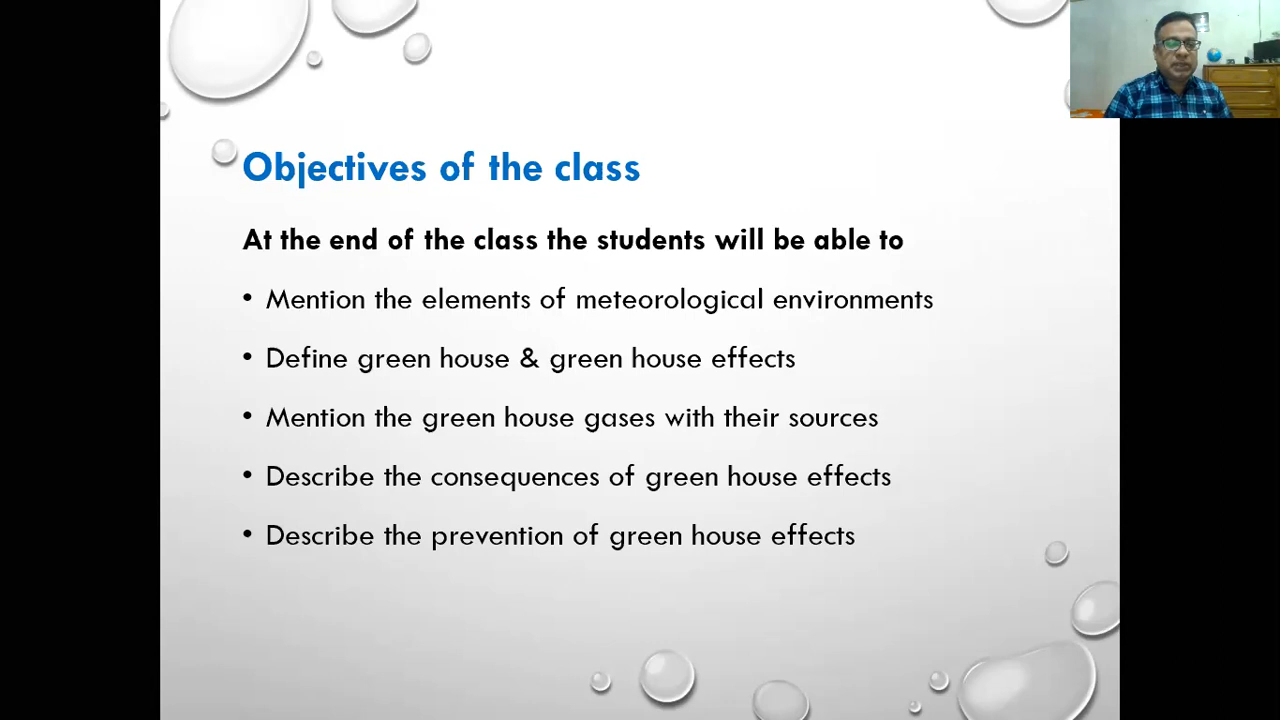 Objectives of the class
At the end of the class the students will be able to
• Mention the elements of meteorological environments
• Define green house & green house effects
• Mention the green house gases with their sources
• Describe the consequences of green house effects
• Describe the prevention of green house effects